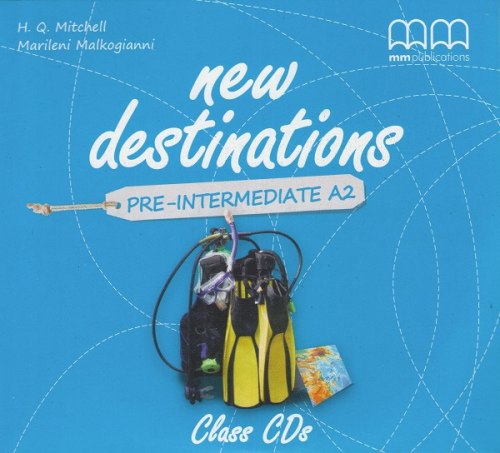 H. Q. Mitchell
Marileni Malkogianni
mm publications
new
destinations
PRE-INTERMEDIATE A2
Class CDs